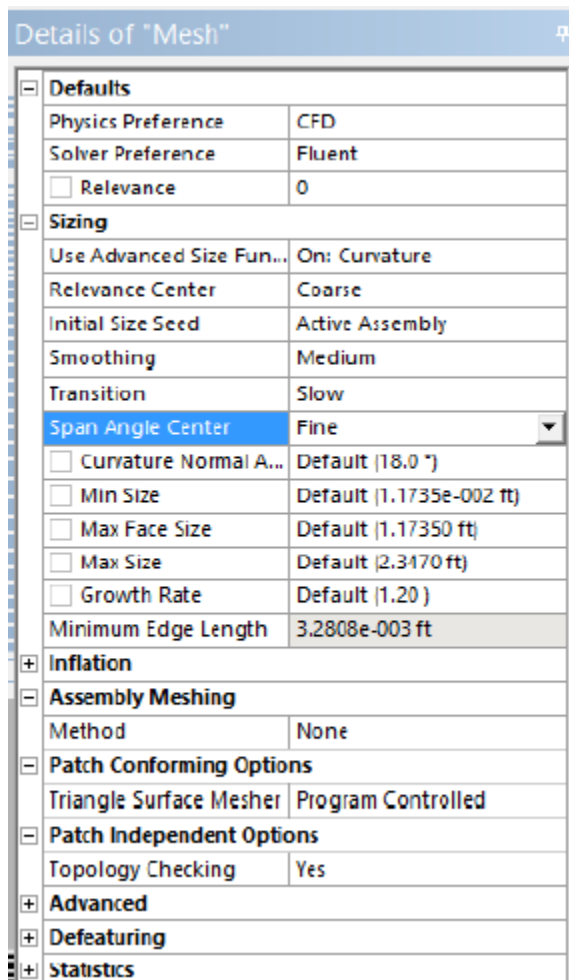 Details of "Mesh"
Defaults
Physics Preference CFD
Solver Preference Fluent
Relevance 0
Sizing
Use Advanced Size Fun... On: Curvature
Relevance Center Coarse
Initial Size Seed Active Assembly
Smoothing Medium
Transition Slow
Span Angle Center Fine
Curvature Normal A... Default (18.0 °)
Min Size Default (1.1735e-002 ft)
Max Face Size Default (1.17350 ft)
Max Size Default (2.3470 ft)
Growth Rate Default (1.20 )
Minimum Edge Length 3.2808e-003 ft
Inflation
Assembly Meshing
Method None
Patch Conforming Options
Triangle Surface Mesher Program Controlled
Patch Independent Options
Topology Checking Yes
Advanced
Defeaturing
Statistics